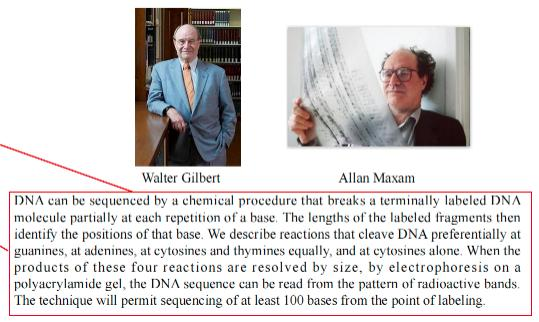 Walter Gilbert
Allan Maxam
DNA can be sequenced by a chemical procedure that breaks a terminally labeled DNA
molecule partially at each repetition of a base. The lengths of the labeled fragments then
identify the positions of that base. We describe reactions that cleave DNA preferentially at
guanines, at adenines, at cytosines and thymines equally, and at cytosines alone. When the
products of these four reactions are resolved by size, by electrophoresis on a
polyacrylamide gel, the DNA sequence can be read from the pattern of radioactive bands.
The technique will permit sequencing of at least 100 bases from the point of labeling.